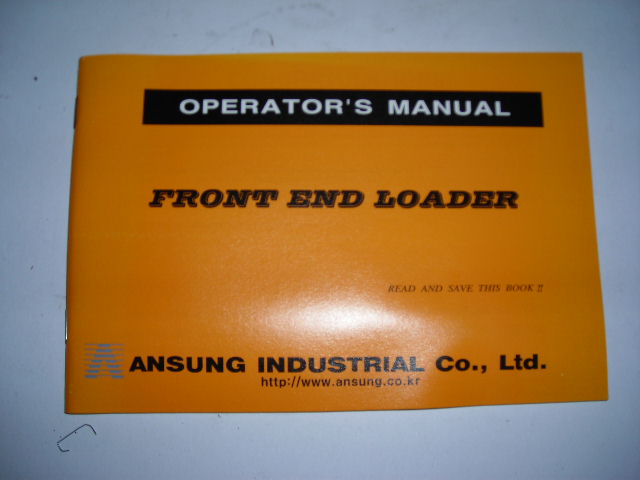 OPERATOR'S MANUAL
FRONT END LOADER
READ AND SAVE THIS BOOK !!
ANSUNG INDUSTRIAL Co., Ltd.
http://www.ansung.co.kr